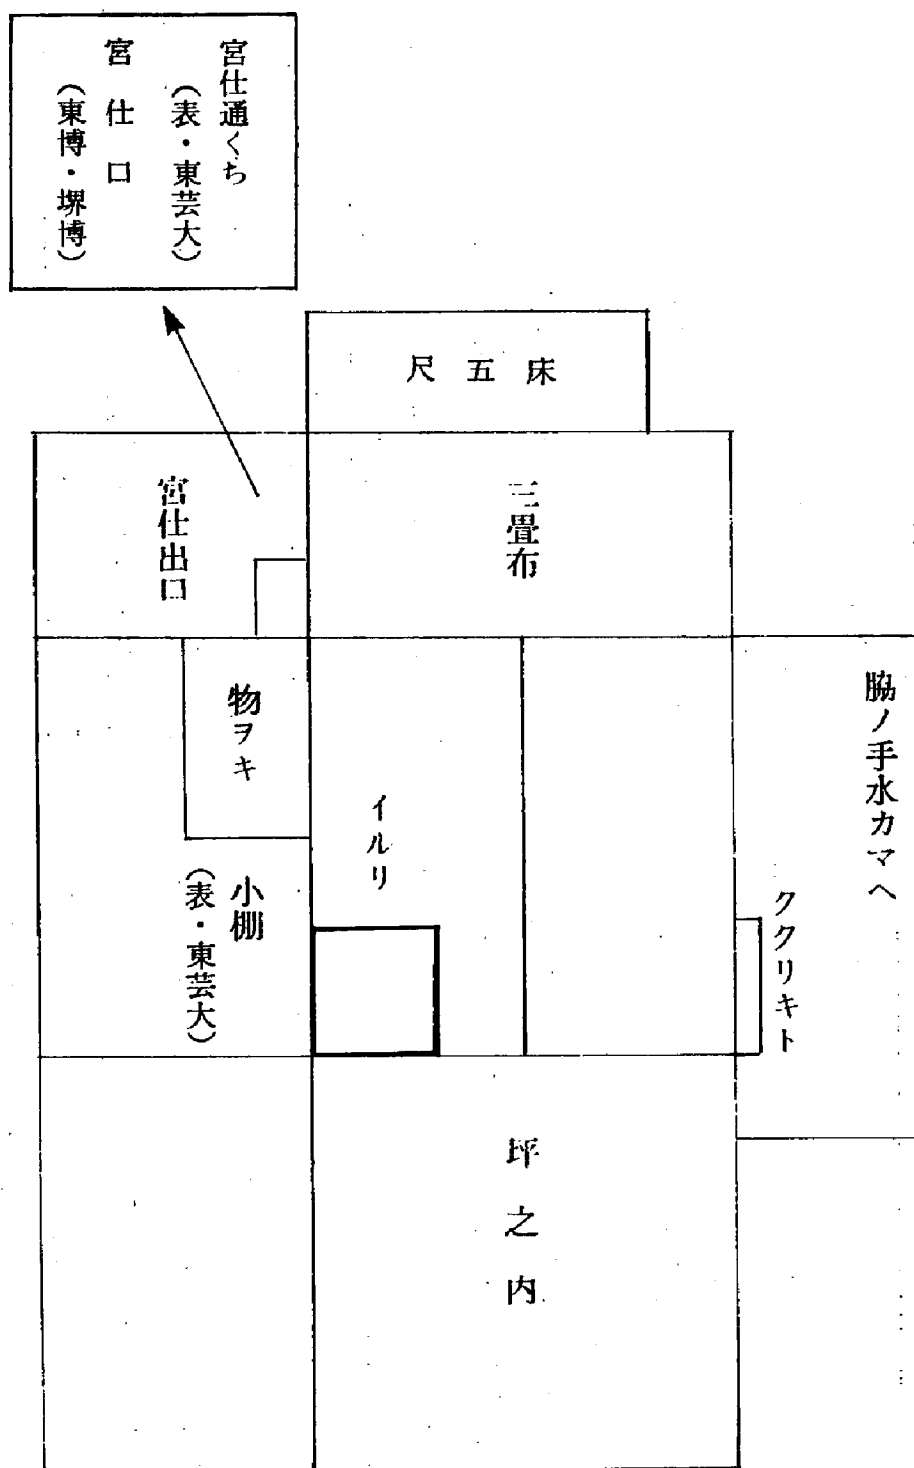 宮仕通くち
（表・東芸大）
宮仕口
（東博・堺博）
尺五床
三畳布
宮仕出口
脇ノ手水カマヘ
物ヲキ
イルリ
小棚
（表・東芸大）
ククリキト
坪之内